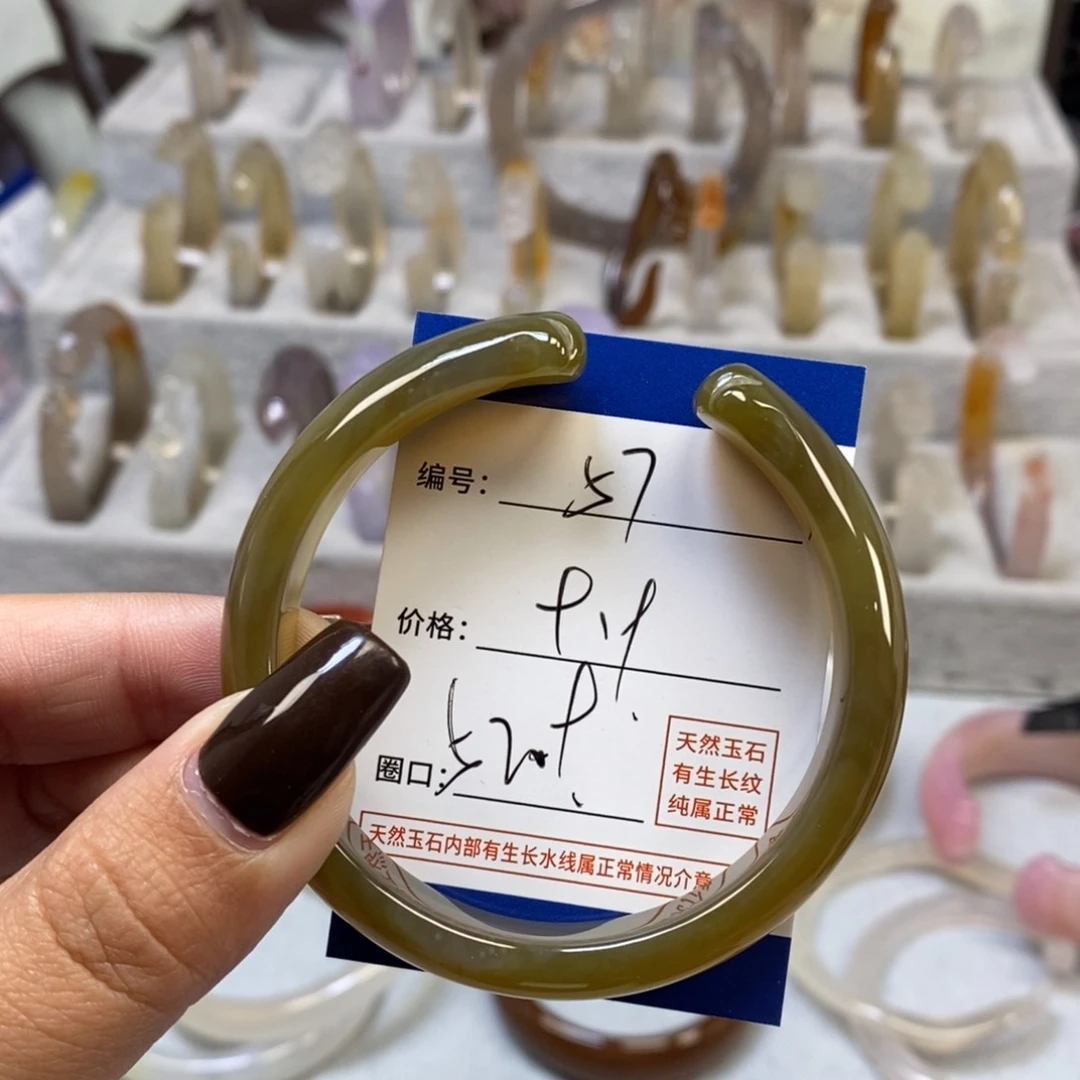 编号: 57
价格:
圈口:
天然玉石
有生长纹
纯属正常
天然玉石内部有生长水线属正常情况介意